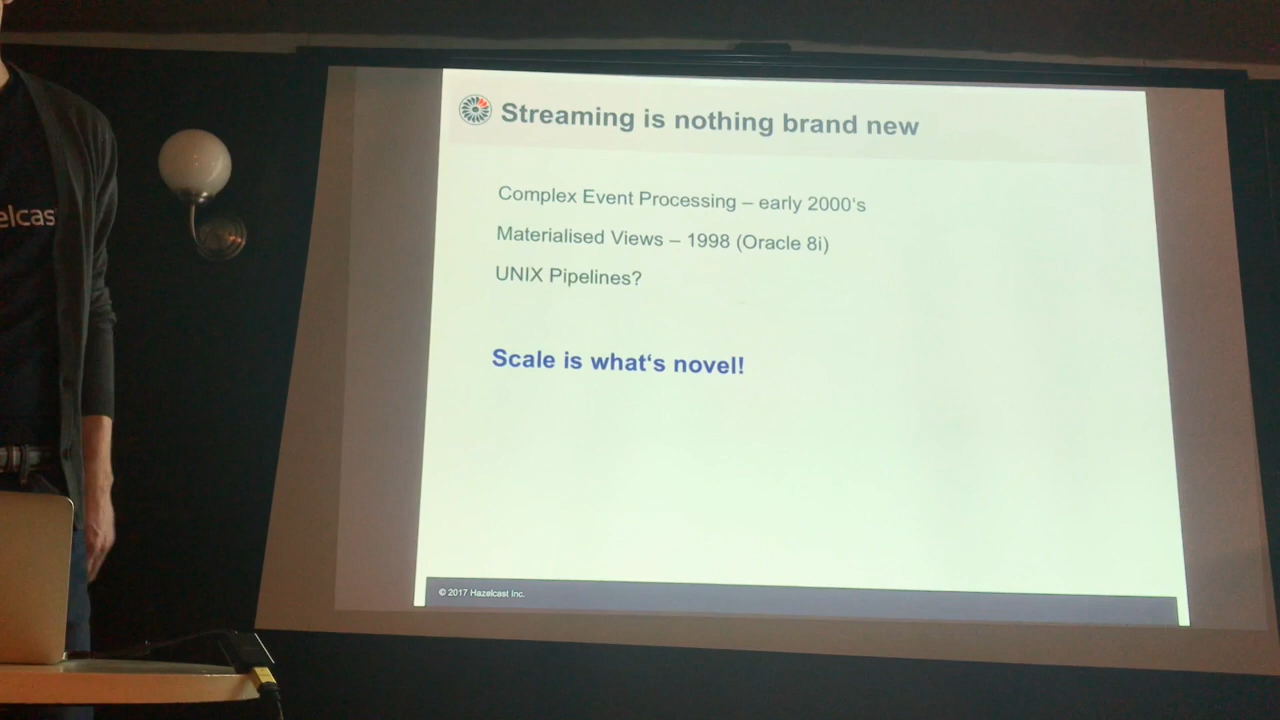 Streaming is nothing brand new
elcas
Complex Event Processing – early 2000‘s
Materialised Views – 1998 (Oracle 8i)
UNIX Pipelines?
Scale is what‘s novel!
© 2017 Hazelcast Inc.